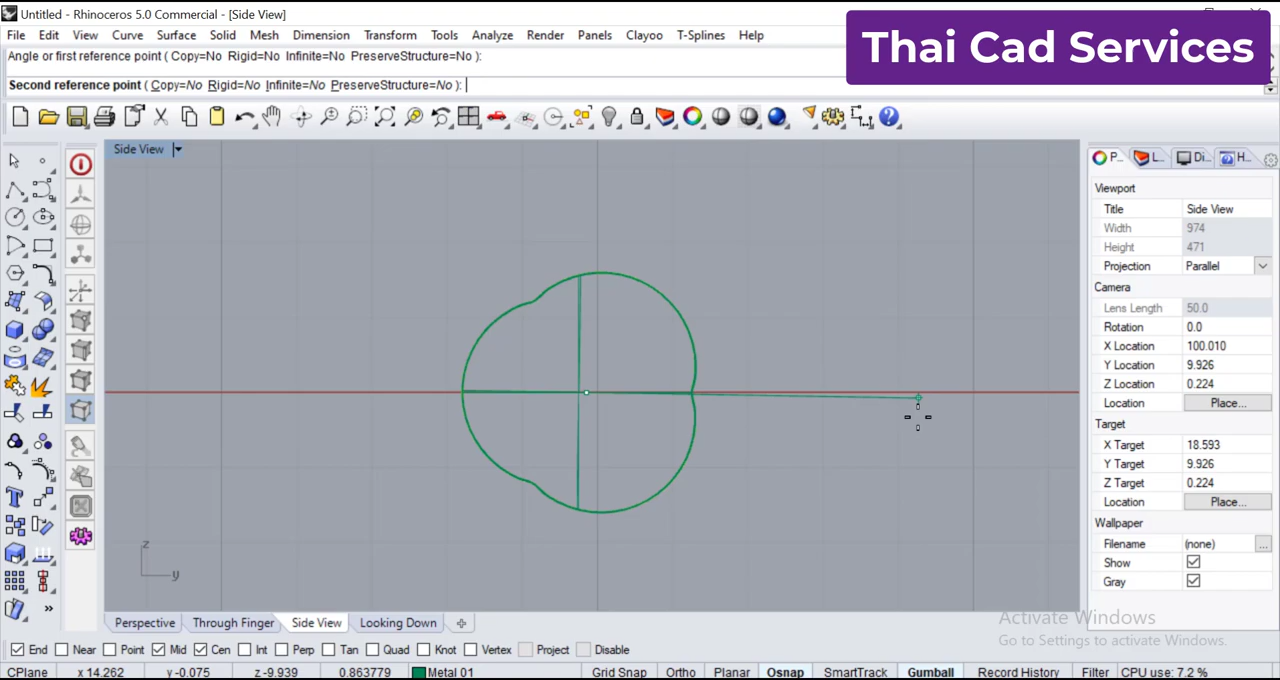 Untitled - Rhinoceros 5.0 Commercial - [Side View]
Thai Cad Services
File Edit View Curve Surface Solid Mesh Dimension Transform Tools Analyze Render Panels Clayoo T-Splines Help
Angle or first reference point ( Copy=No Rigid=No Infinite=No PreserveStructure=No ):
Second reference point ( Copy=No Rigid=No Infinite=No PreserveStructure=No ):
Side View
P... L... Di... H...
Viewport
Title Side View
Width 974
Height 471
Projection Parallel
Camera
Lens Length 50.0
Rotation 0.0
X Location 100.010
Y Location 9.926
Z Location 0.224
Location Place...
Target
X Target 18.593
Y Target 9.926
Z Target 0.224
Location Place...
Wallpaper
Filename (none) ...
Show
Gray
z
y
Activate Windows
Go to Settings to activate Windows.
Perspective Through Finger Side View Looking Down
End Near Point Mid Cen Int Perp Tan Quad Knot Vertex Project Disable
CPlane x 14.262 y -0.075 z -9.939 0.863779 Metal 01 Grid Snap Ortho Planar Osnap SmartTrack Gumball Record History Filter CPU use: 7.2 %